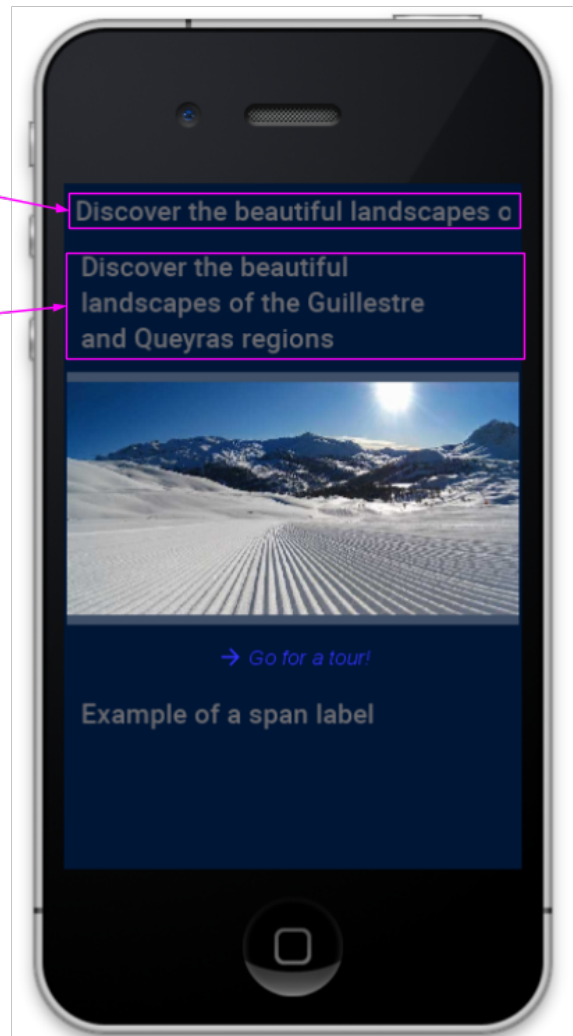 Discover the beautiful landscapes o
Discover the beautiful
landscapes of the Guillestre
and Queyras regions
→ Go for a tour!
Example of a span label